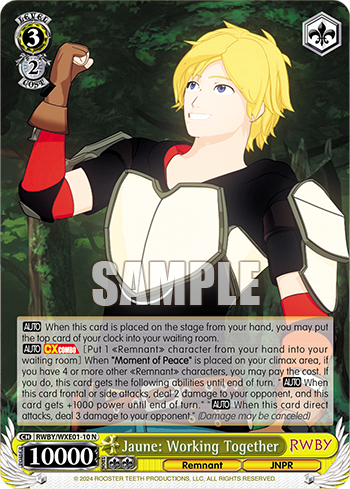 LEVEL
3
2
COST
SAMPLE
AUTO When this card is placed on the stage from your hand, you may put
the top card of your clock into your waiting room.
AUTO CX COMBO [Put 1 «Remnant» character from your hand into your
waiting room] When "Moment of Peace" is placed on your climax area, if
you have 4 or more other «Remnant» characters, you may pay the cost. If
you do, this card gets the following abilities until end of turn. "AUTO When
this card frontal or side attacks, deal 2 damage to your opponent, and this
card gets +1000 power until end of turn." "AUTO When this card direct
attacks, deal 3 damage to your opponent." (Damage may be canceled)
RWBY/WXE01-10 N
10000
Jaune: Working Together
RWBY
Remnant
JNPR
© 2024 ROOSTER TEETH PRODUCTIONS, LLC, ALL RIGHTS RESERVED.